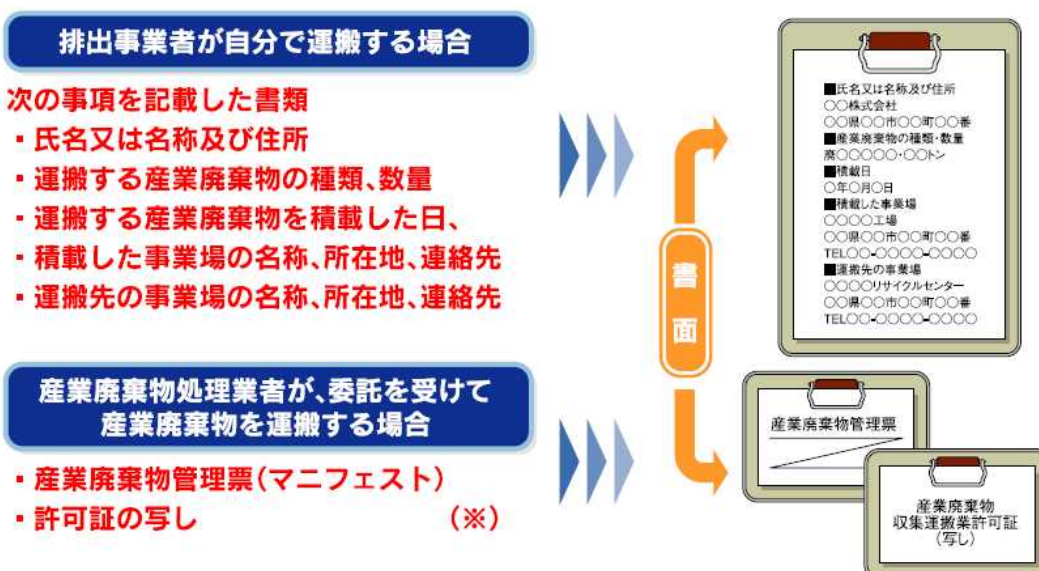 排出事業者が自分で運搬する場合
次の事項を記載した書類
・氏名又は名称及び住所
・運搬する産業廃棄物の種類、数量
・運搬する産業廃棄物を積載した日、
・積載した事業場の名称、所在地、連絡先
・運搬先の事業場の名称、所在地、連絡先
産業廃棄物処理業者が、委託を受けて
産業廃棄物を運搬する場合
・産業廃棄物管理票(マニフェスト)
・許可証の写し (※)
書面
■氏名又は名称及び住所
○○株式会社
○○県○○市○○町○○番
■産業廃棄物の種類・数量
廃○○○○○・○○トン
■積載日
○年○月○日
■積載した事業場
○○○○工場
○○県○○市○○町○○番
TEL○○-○○○○-○○○○
■運搬先の事業場
○○○○リサイクルセンター
○○県○○市○○町○○番
TEL○○-○○○○-○○○○
産業廃棄物管理票
産業廃棄物
収集運搬業許可証
(写し)